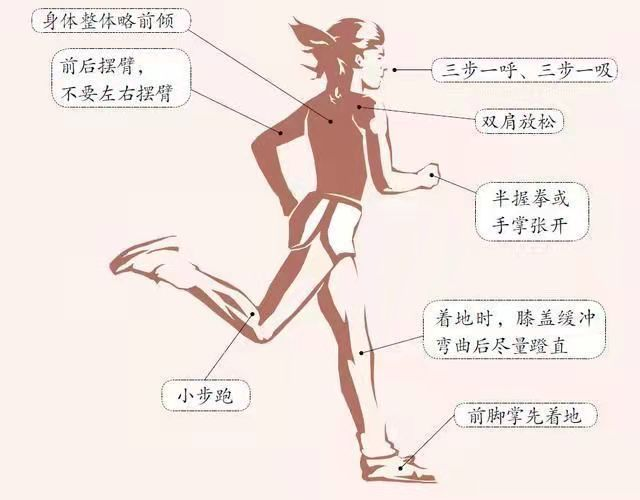 身体整体略前倾
前后摆臂，
不要左右摆臂
三步一呼、三步一吸
双肩放松
半握拳或
手掌张开
着地时，膝盖缓冲
弯曲后尽量蹬直
小步跑
前脚掌先着地